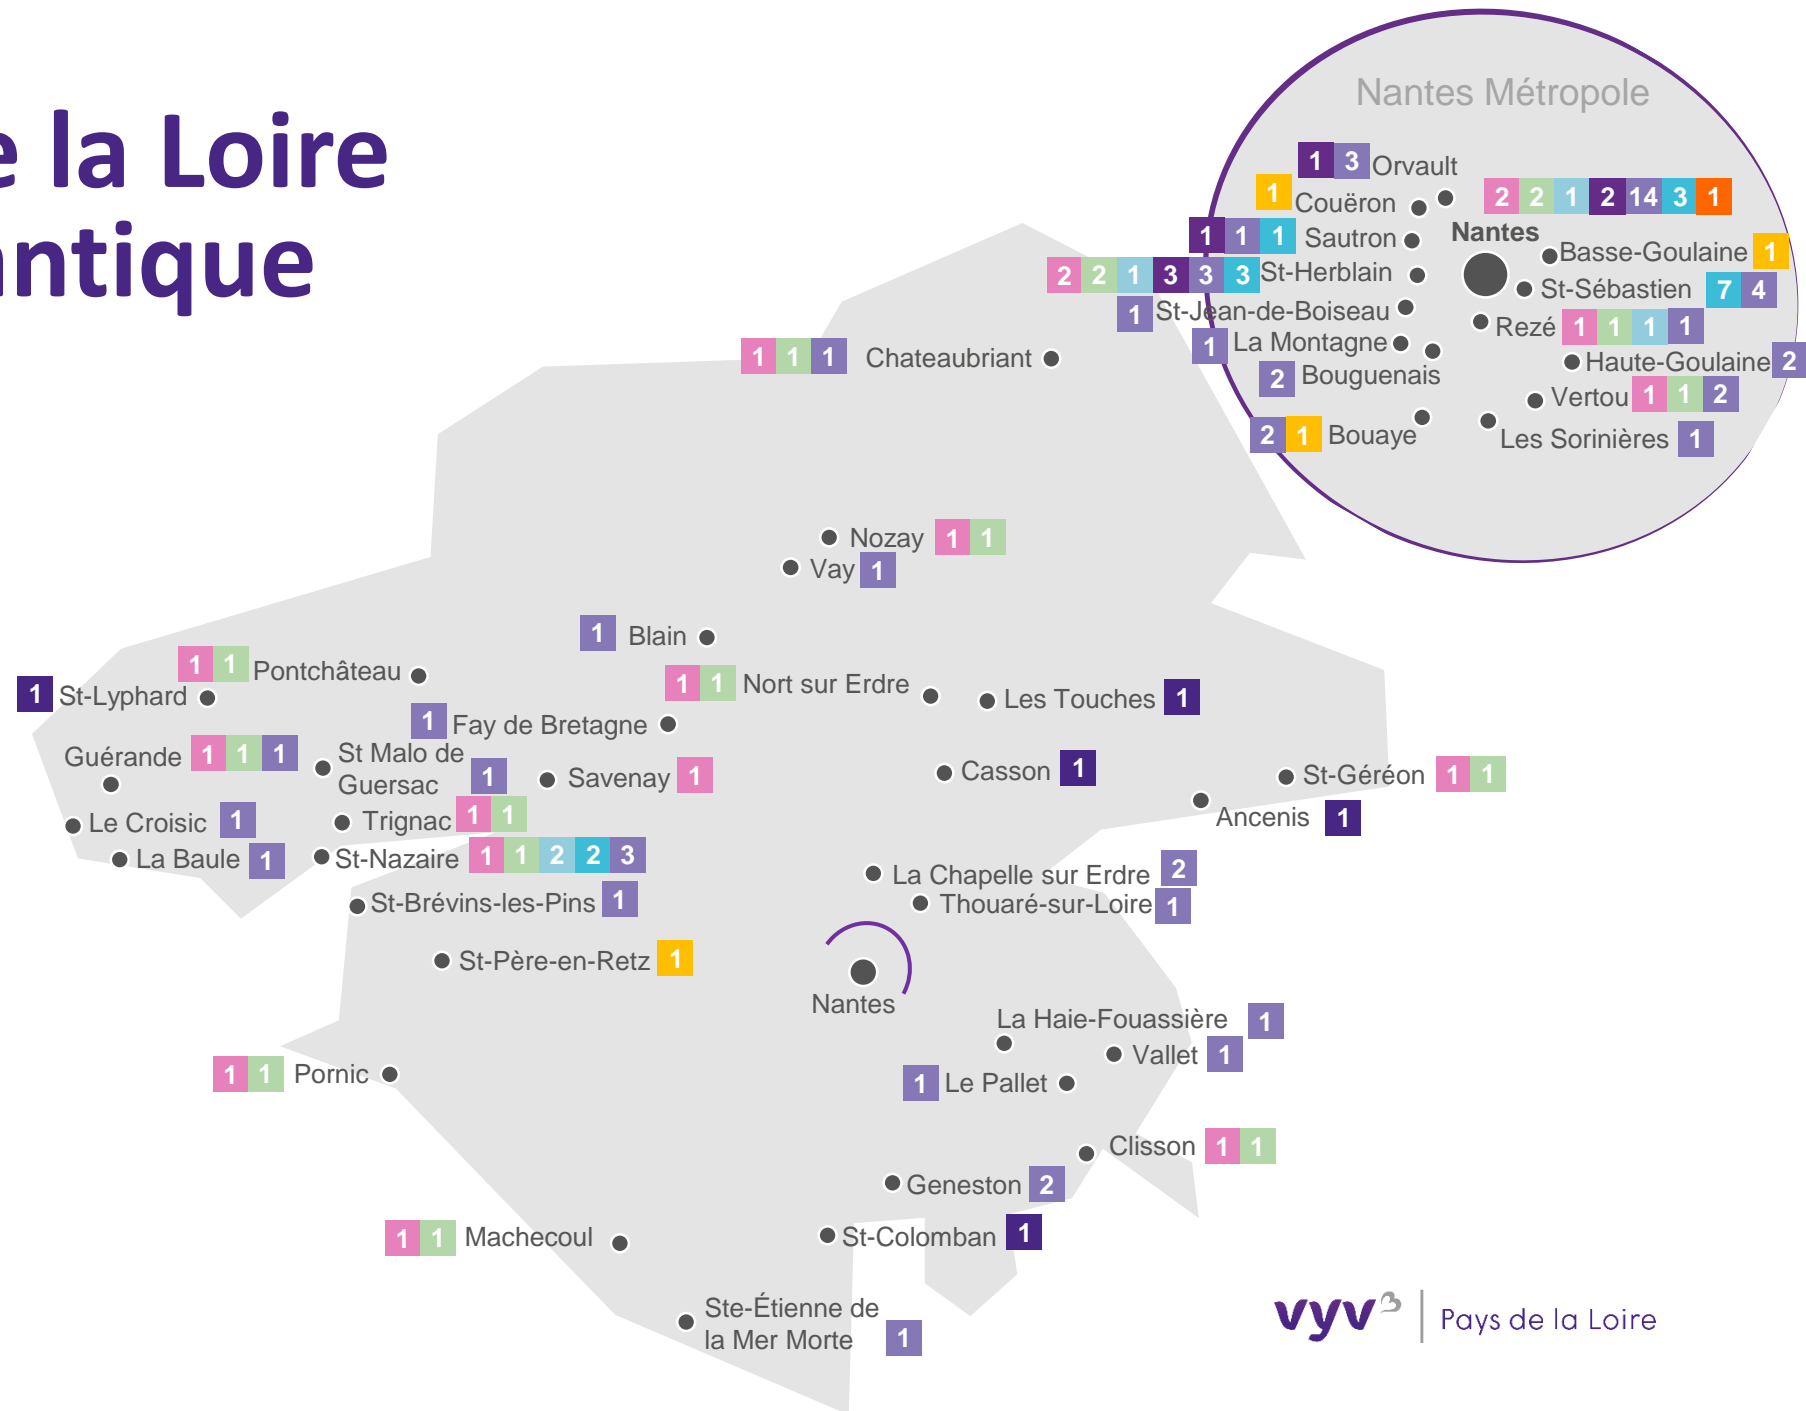 e la Loire
antique
Nantes Métropole
1 3 Orvault
1 Couëron
2 2 1 2 14 3 1
Nantes
1 1 1 Sautron
Basse-Goulaine 1
2 2 1 3 3 3 St-Herblain
St-Sébastien 7 4
1 St-Jean-de-Boiseau
Rezé 1 1 1 1
1 La Montagne
Haute-Goulaine 2
2 Bouguenais
Vertou 1 1 2
2 1 Bouaye
Les Sorinières 1
1 1 1 Chateaubriant
Nozay 1 1
Vay 1
1 Blain
1 1 Pontchâteau
1 1 Nort sur Erdre
1 St-Lyphard
Les Touches 1
1 Fay de Bretagne
Guérande 1 1 1
St Malo de
Guersac 1
Savenay 1
Casson 1
St-Géréon 1 1
Ancenis 1
Le Croisic 1
Trignac 1 1
La Baule 1
St-Nazaire 1 1 2 2 3
La Chapelle sur Erdre 2
St-Brévins-les-Pins 1
Thouaré-sur-Loire 1
St-Père-en-Retz 1
Nantes
La Haie-Fouassière 1
Vallet 1
1 1 Pornic
1 Le Pallet
Clisson 1 1
Geneston 2
1 1 Machecoul
St-Colomban 1
Ste-Étienne de
la Mer Morte 1
vyv3 Pays de la Loire